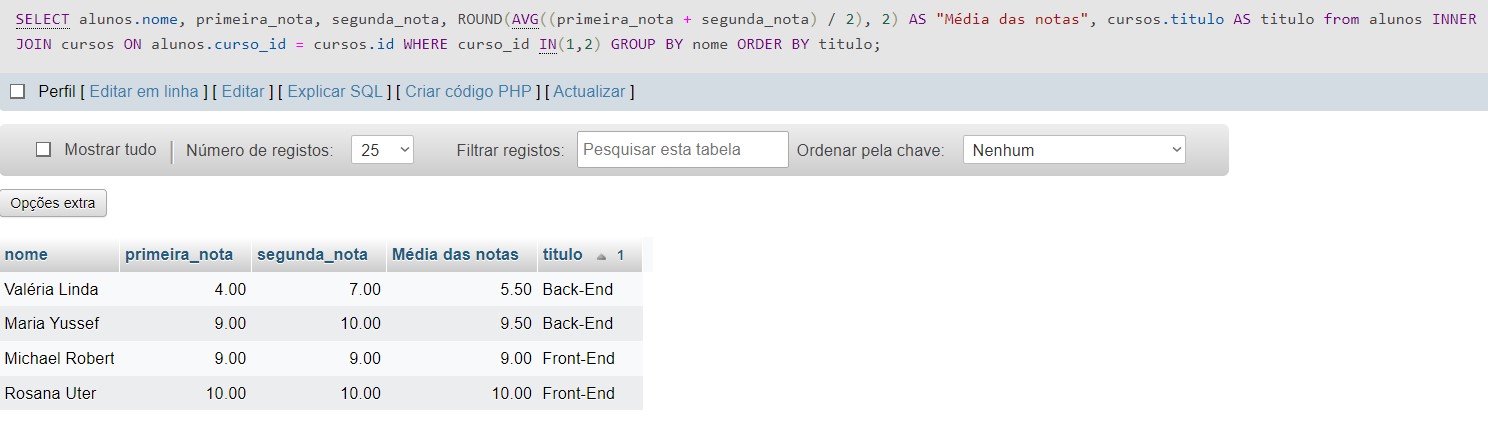 SELECT alunos.nome, primeira_nota, segunda_nota, ROUND(AVG((primeira_nota + segunda_nota) / 2), 2) AS "Média das notas", cursos.titulo AS titulo from alunos INNER
JOIN cursos ON alunos.curso_id = cursos.id WHERE curso_id IN(1,2) GROUP BY nome ORDER BY titulo;
Perfil [ Editar em linha ] [ Editar ] [ Explicar SQL ] [ Criar código PHP ] [ Actualizar ]
Mostrar tudo | Número de registos: 25 Filtrar registos: Pesquisar esta tabela Ordenar pela chave: Nenhum
Opções extra
nome primeira_nota segunda_nota Média das notas titulo 1
Valéria Linda 4.00 7.00 5.50 Back-End
Maria Yussef 9.00 10.00 9.50 Back-End
Michael Robert 9.00 9.00 9.00 Front-End
Rosana Uter 10.00 10.00 10.00 Front-End